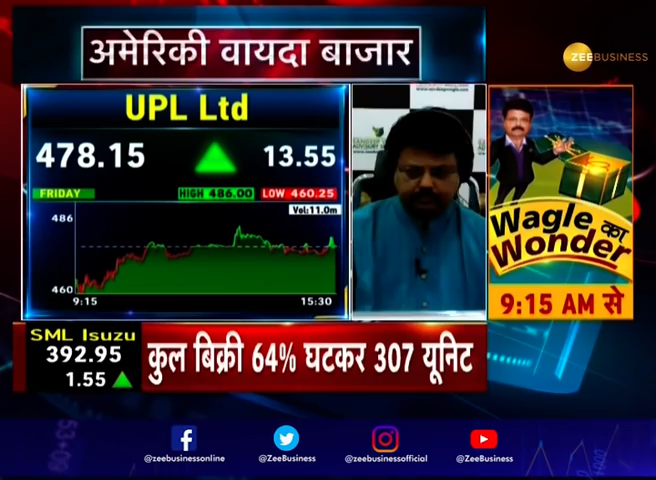 अमेरिकी वायदा बाजार
ZEEBUSINESS
UPL Ltd
478.15 13.55
FRIDAY HIGH 486.00 LOW 460.25
Vol:11.0m
486
460
9:15 15:30
Wagle का
Wonder
9:15 AM से
SML Isuzu
392.95
1.55
कुल बिक्री 64% घटकर 307 यूनिट
@zeebusinessonline @ZeeBusiness @zeebusinessofficial @ZeeBusiness